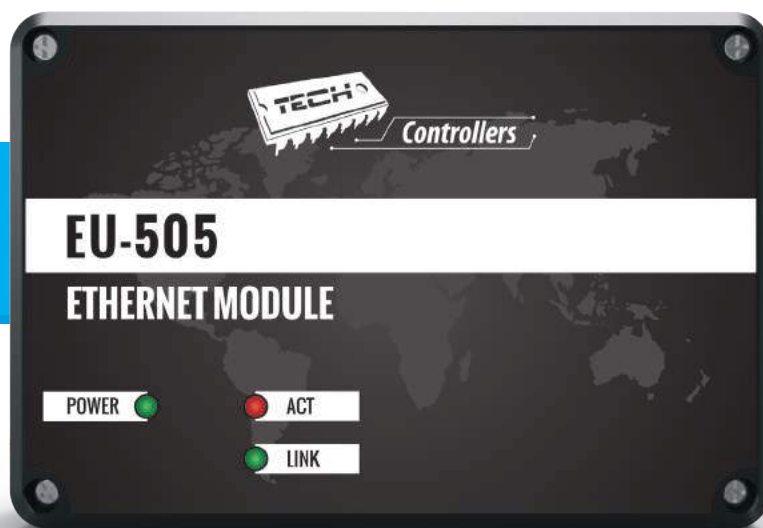 TECH
Controllers
EU-505
ETHERNET MODULE
POWER
ACT
LINK